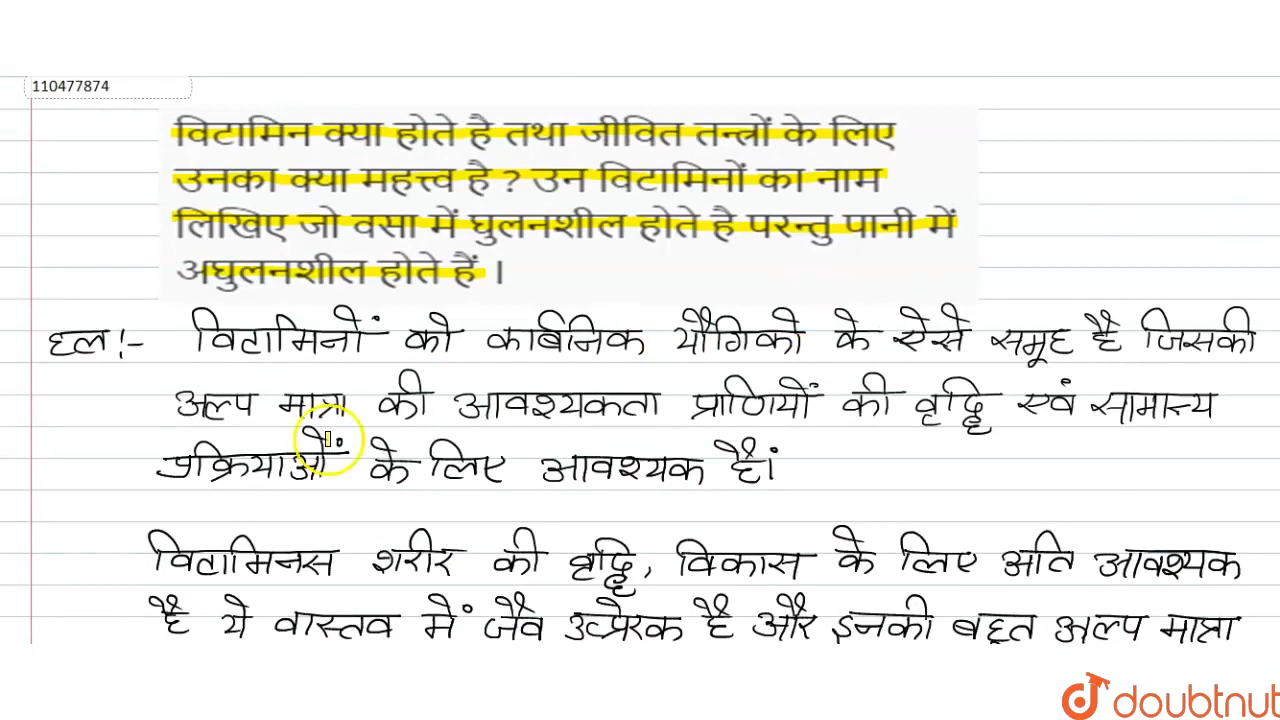 110477874
विटामिन क्या होते है तथा जीवित तन्त्रों के लिए
उनका क्या महत्त्व है ? उन विटामिनों का नाम
लिखिए जो वसा में घुलनशील होते है परन्तु पानी में
अघुलनशील होते हैं ।
हल :- विटामिनों को कार्बनिक यौगिको के ऐसे समूह है जिसकी
अल्प मात्रा की आवश्यकता प्राणियों की वृद्धि एवं सामान्य
प्रक्रियाओं के लिए आवश्यक है।
विटामिनस शरीर की वृद्धि, विकास के लिए अति आवश्यक
है ये वास्तव में जैव उत्प्रेरक है और इनकी बहुत अल्प मात्रा
doubtnut